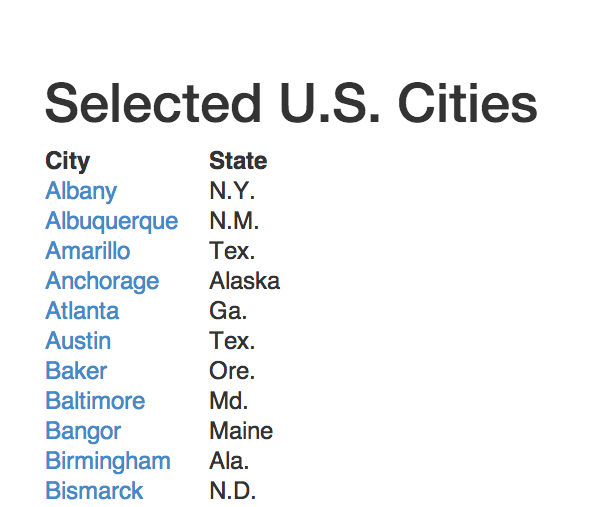 Selected U.S. Cities
City State
Albany N.Y.
Albuquerque N.M.
Amarillo Tex.
Anchorage Alaska
Atlanta Ga.
Austin Tex.
Baker Ore.
Baltimore Md.
Bangor Maine
Birmingham Ala.
Bismarck N.D.